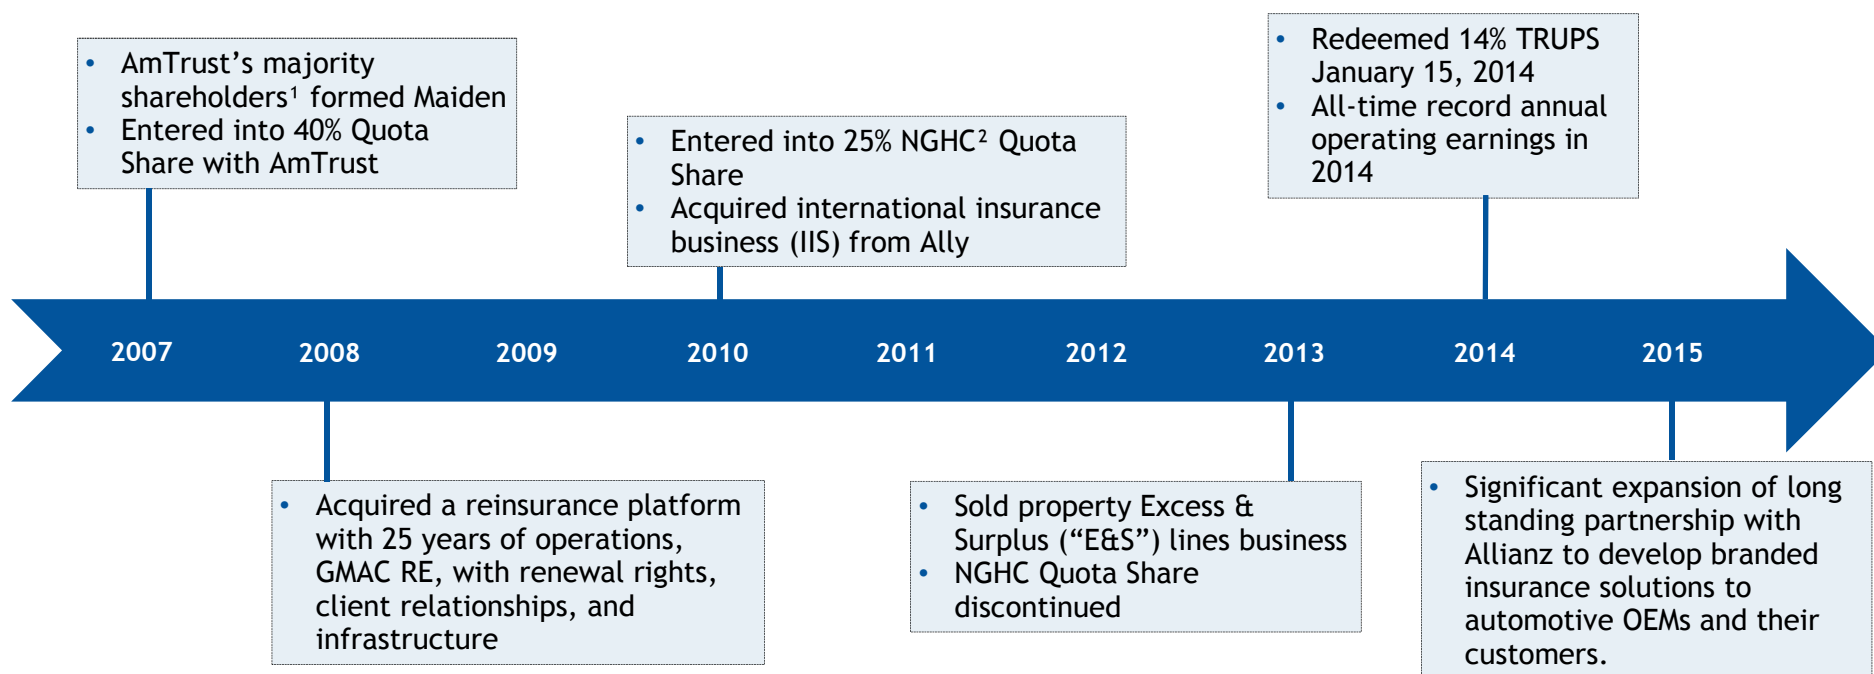 • AmTrust’s majority
shareholders¹ formed Maiden
• Entered into 40% Quota
Share with AmTrust
• Entered into 25% NGHC² Quota
Share
• Acquired international insurance
business (IIS) from Ally
• Redeemed 14% TRUPS
January 15, 2014
• All-time record annual
operating earnings in
2014
2007 2008 2009 2010 2011 2012 2013 2014 2015
• Acquired a reinsurance platform
with 25 years of operations,
GMAC RE, with renewal rights,
client relationships, and
infrastructure
• Sold property Excess &
Surplus (“E&S”) lines business
• NGHC Quota Share
discontinued
• Significant expansion of long
standing partnership with
Allianz to develop branded
insurance solutions to
automotive OEMs and their
customers.